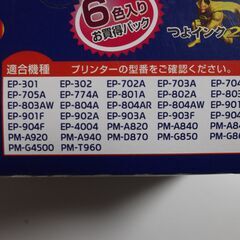 6色入り
お買得パック
つよインク
適合機種 プリンターの型番をご確認ください。
EP-301 EP-302 EP-702A EP-703A
EP-705A EP-774A EP-801A EP-802A
EP-803AW EP-804A EP-804AR EP-804AW
EP-901F EP-902A EP-903A EP-903F
EP-904F EP-4004 PM-A820 PM-A840
PM-A920 PM-A940 PM-D870 PM-G850
PM-G4500 PM-T960